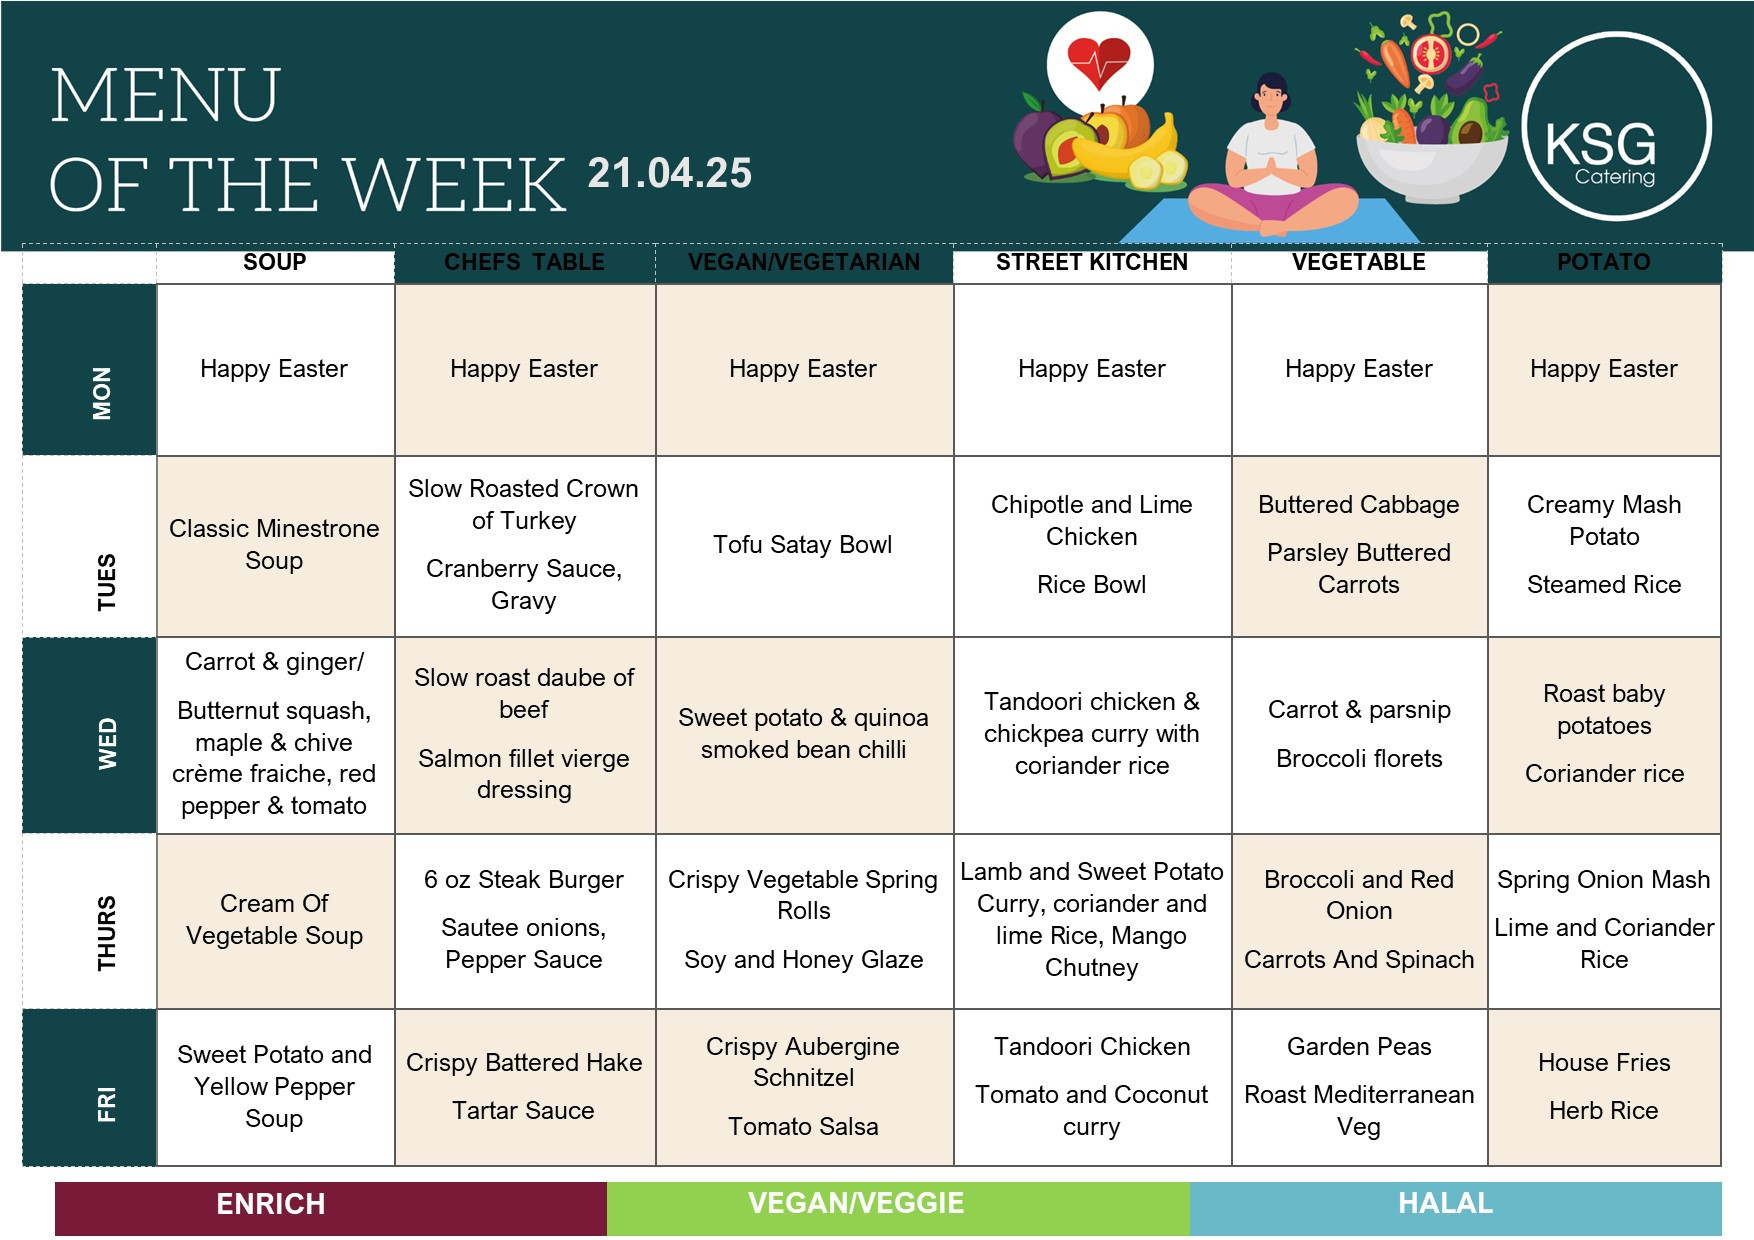 MENU
OF THE WEEK 21.04.25
KSG
Catering
SOUP
CHEFS TABLE
VEGAN/VEGETARIAN
STREET KITCHEN
VEGETABLE
POTATO
MON
Happy Easter
Happy Easter
Happy Easter
Happy Easter
Happy Easter
Happy Easter
TUES
Classic Minestrone
Soup
Slow Roasted Crown
of Turkey
Cranberry Sauce,
Gravy
Tofu Satay Bowl
Chipotle and Lime
Chicken
Rice Bowl
Buttered Cabbage
Parsley Buttered
Carrots
Creamy Mash
Potato
Steamed Rice
WED
Carrot & ginger/
Butternut squash,
maple & chive
crème fraiche, red
pepper & tomato
Slow roast daube of
beef
Salmon fillet vierge
dressing
Sweet potato & quinoa
smoked bean chilli
Tandoori chicken &
chickpea curry with
coriander rice
Carrot & parsnip
Broccoli florets
Roast baby
potatoes
Coriander rice
THURS
Cream Of
Vegetable Soup
6 oz Steak Burger
Sautee onions,
Pepper Sauce
Crispy Vegetable Spring
Rolls
Soy and Honey Glaze
Lamb and Sweet Potato
Curry, coriander and
lime Rice, Mango
Chutney
Broccoli and Red
Onion
Carrots And Spinach
Spring Onion Mash
Lime and Coriander
Rice
FRI
Sweet Potato and
Yellow Pepper
Soup
Crispy Battered Hake
Tartar Sauce
Crispy Aubergine
Schnitzel
Tomato Salsa
Tandoori Chicken
Tomato and Coconut
curry
Garden Peas
Roast Mediterranean
Veg
House Fries
Herb Rice
ENRICH
VEGAN/VEGGIE
HALAL